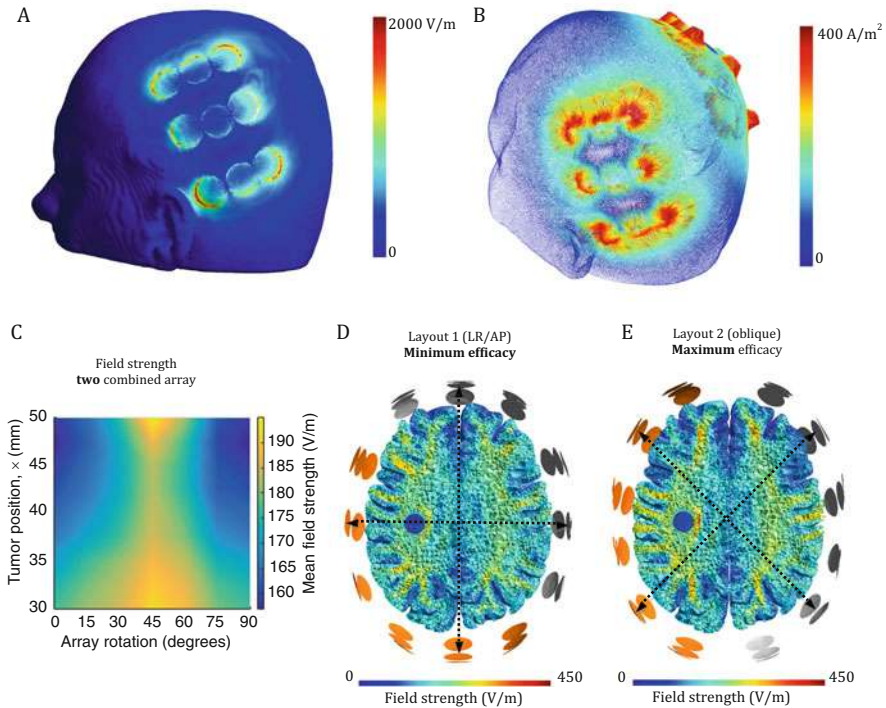 A
2000 V/m
0
B
400 A/m²
0
C
Field strength
two combined array
Tumor position, × (mm)
50
45
40
35
30
0 15 30 45 60 75 90
Array rotation (degrees)
190
185
180
175
170
165
160
Mean field strength (V/m)
D
Layout 1 (LR/AP)
Minimum efficacy
0 450
Field strength (V/m)
E
Layout 2 (oblique)
Maximum efficacy
0 450
Field strength (V/m)